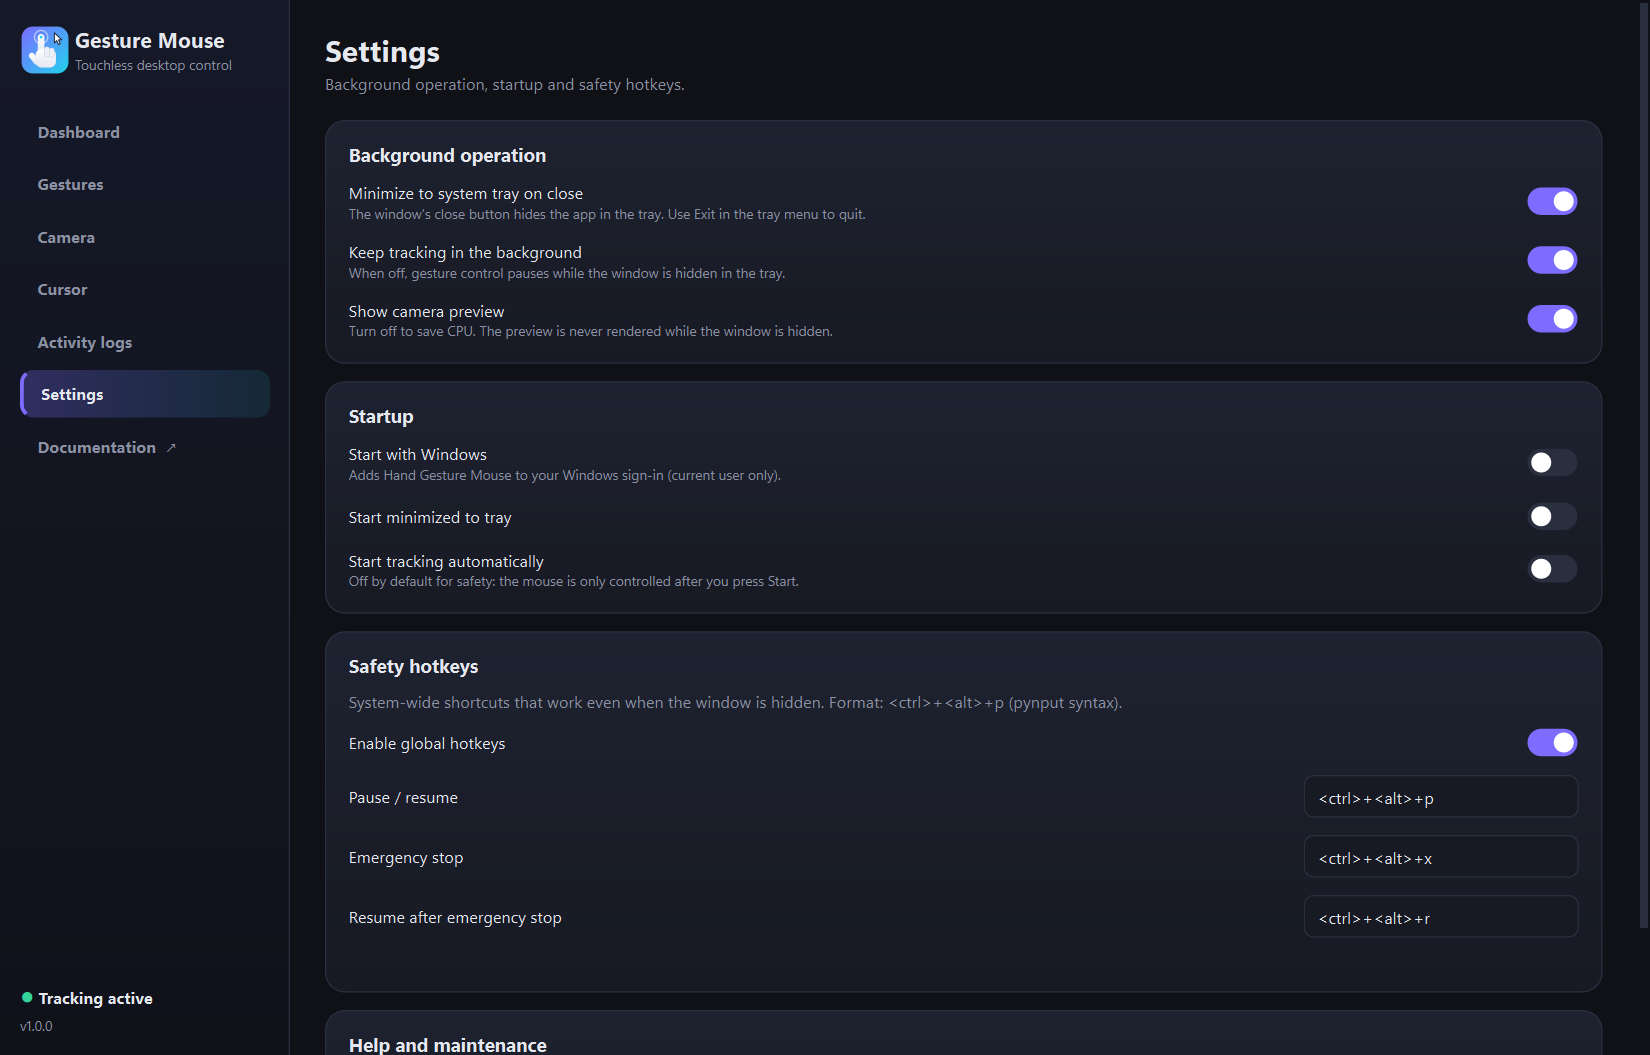 Gesture Mouse
Touchless desktop control
Dashboard
Gestures
Camera
Cursor
Activity logs
Settings
Documentation ↗
Tracking active
v1.0.0
Settings
Background operation, startup and safety hotkeys.
Background operation
Minimize to system tray on close
The window's close button hides the app in the tray. Use Exit in the tray menu to quit.
Keep tracking in the background
When off, gesture control pauses while the window is hidden in the tray.
Show camera preview
Turn off to save CPU. The preview is never rendered while the window is hidden.
Startup
Start with Windows
Adds Hand Gesture Mouse to your Windows sign-in (current user only).
Start minimized to tray
Start tracking automatically
Off by default for safety: the mouse is only controlled after you press Start.
Safety hotkeys
System-wide shortcuts that work even when the window is hidden. Format: <ctrl>+<alt>+p (pynput syntax).
Enable global hotkeys
Pause / resume
<ctrl>+<alt>+p
Emergency stop
<ctrl>+<alt>+x
Resume after emergency stop
<ctrl>+<alt>+r
Help and maintenance